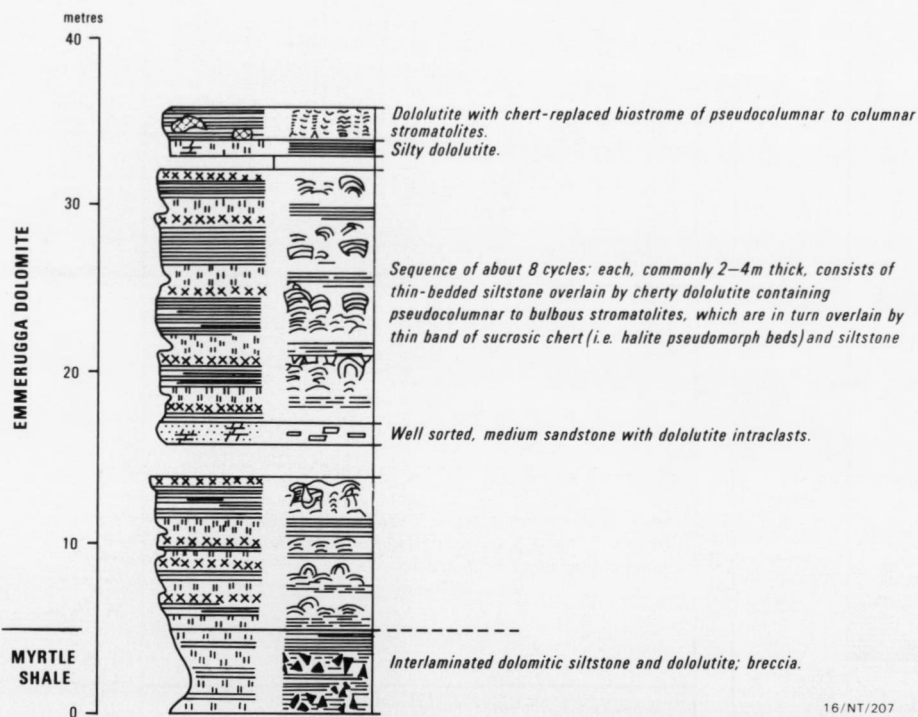 metres
40
30
20
10
0
EMMERUGGA DOLOMITE
MYRTLE
SHALE
Dololutite with chert-replaced biostrome of pseudocolumnar to columnar
stromatolites.
Silty dololutite.
Sequence of about 8 cycles; each, commonly 2–4m thick, consists of
thin-bedded siltstone overlain by cherty dololutite containing
pseudocolumnar to bulbous stromatolites, which are in turn overlain by
thin band of sucrosic chert (i.e. halite pseudomorph beds) and siltstone
Well sorted, medium sandstone with dololutite intraclasts.
Interlaminated dolomitic siltstone and dololutite; breccia.
16/NT/207